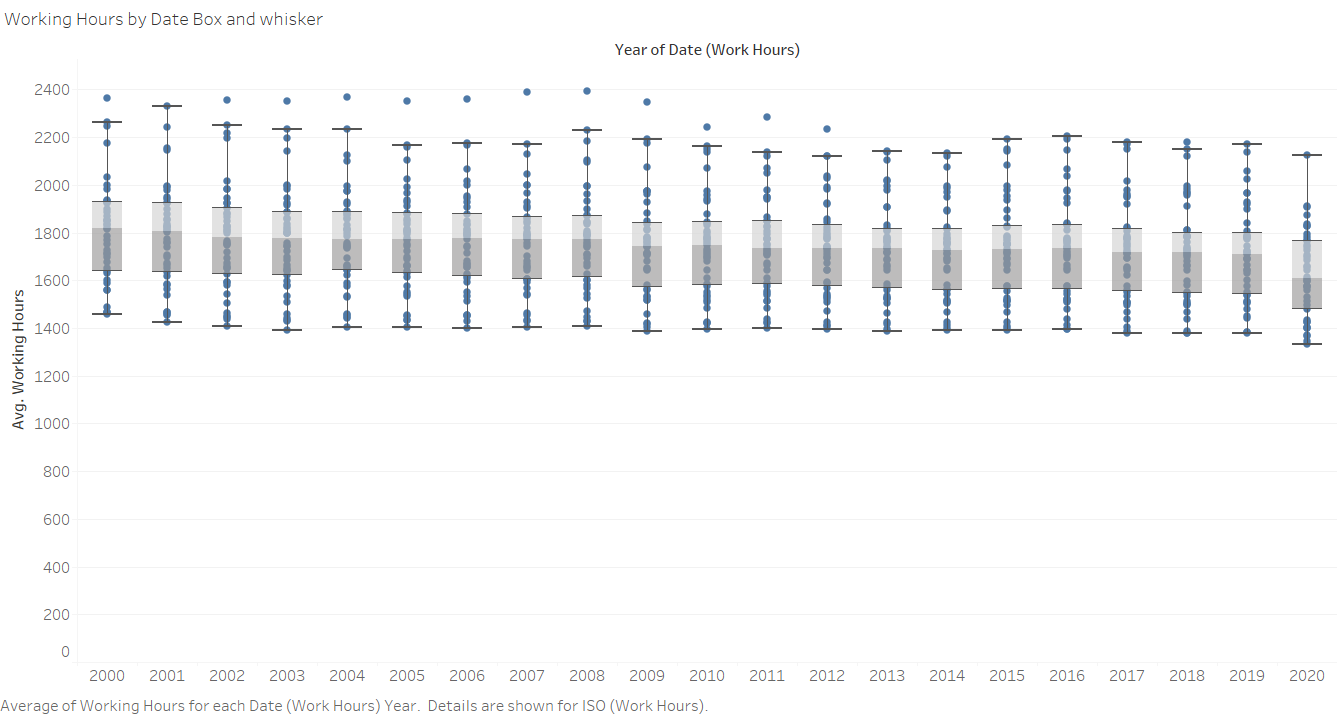 Working Hours by Date Box and whisker
Year of Date (Work Hours)
2400
2200
2000
1800
1600
1400
1200
1000
800
600
400
200
0
Avg. Working Hours
2000 2001 2002 2003 2004 2005 2006 2007 2008 2009 2010 2011 2012 2013 2014 2015 2016 2017 2018 2019 2020
Average of Working Hours for each Date (Work Hours) Year.  Details are shown for ISO (Work Hours).